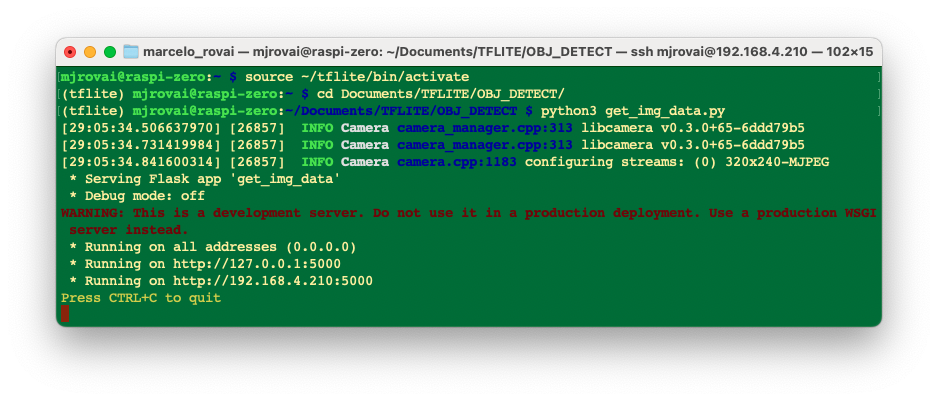 marcelo_rovai — mjrovai@raspi-zero: ~/Documents/TFLITE/OBJ_DETECT — ssh mjrovai@192.168.4.210 — 102×15
[mjrovai@raspi-zero:~ $ source ~/tflite/bin/activate ]
[(tflite) mjrovai@raspi-zero:~ $ cd Documents/TFLITE/OBJ_DETECT/ ]
[(tflite) mjrovai@raspi-zero:~/Documents/TFLITE/OBJ_DETECT $ python3 get_img_data.py ]
[29:05:34.506637970] [26857]  INFO Camera camera_manager.cpp:313 libcamera v0.3.0+65-6ddd79b5
[29:05:34.731419984] [26857]  INFO Camera camera_manager.cpp:313 libcamera v0.3.0+65-6ddd79b5
[29:05:34.841600314] [26857]  INFO Camera camera.cpp:1183 configuring streams: (0) 320x240-MJPEG
 * Serving Flask app 'get_img_data'
 * Debug mode: off
WARNING: This is a development server. Do not use it in a production deployment. Use a production WSGI
 server instead.
 * Running on all addresses (0.0.0.0)
 * Running on http://127.0.0.1:5000
 * Running on http://192.168.4.210:5000
Press CTRL+C to quit